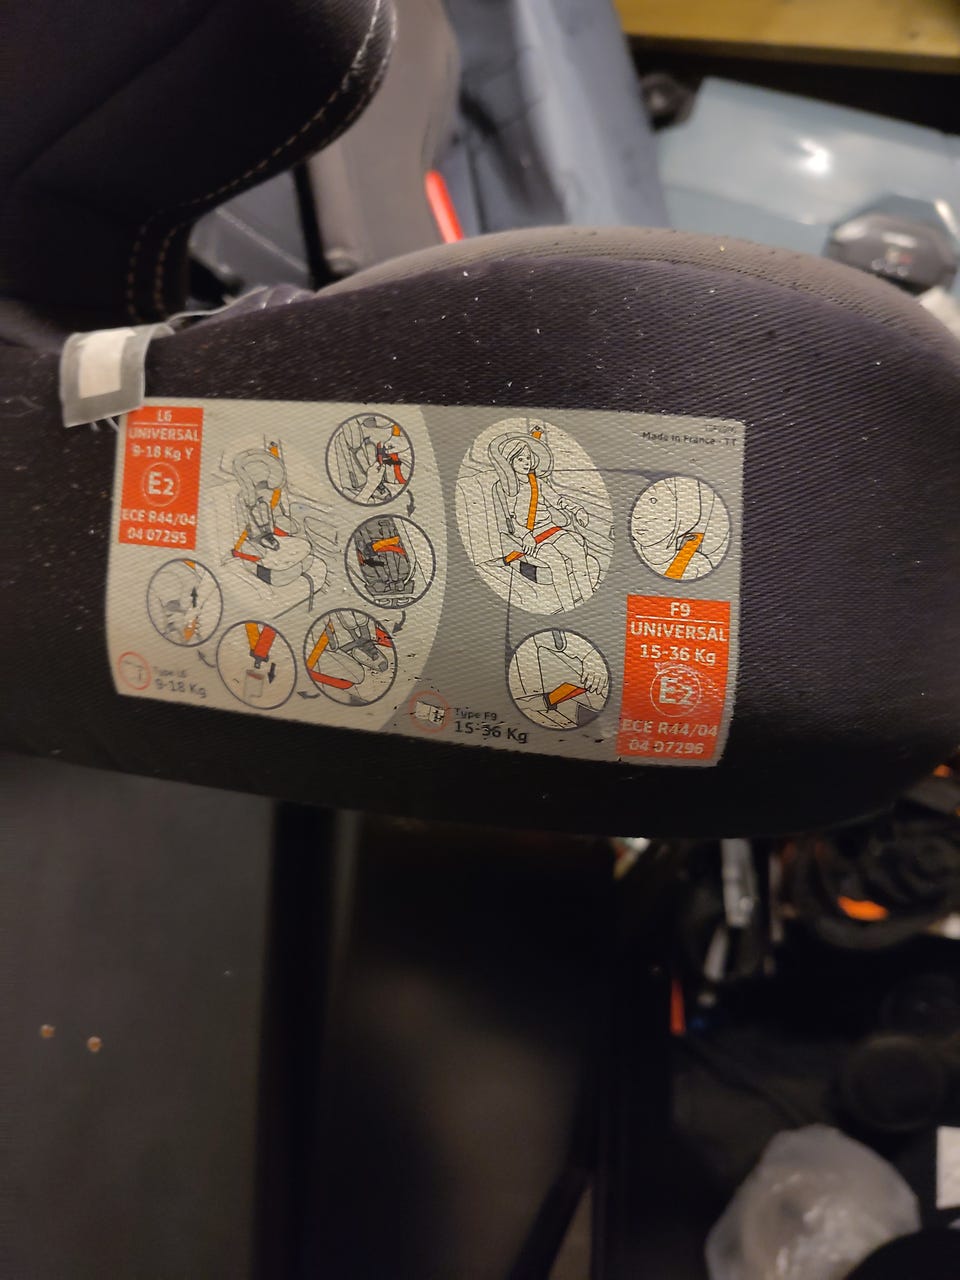 L6
UNIVERSAL
9-18 Kg Y
E2
ECE R44/04
04 07295
Type L6
9-18 Kg
Type F9
15-36 Kg
Made in France - TT
F9
UNIVERSAL
15-36 Kg
E2
ECE R44/04
04 07296